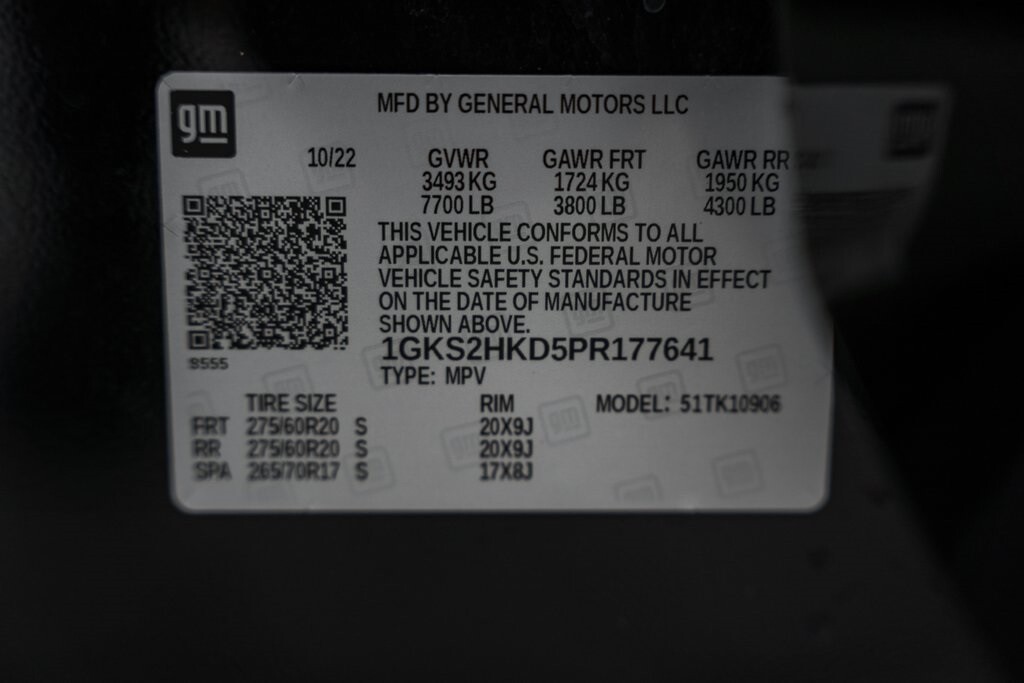 gm
MFD BY GENERAL MOTORS LLC
10/22 GVWR GAWR FRT GAWR RR
3493 KG 1724 KG 1950 KG
7700 LB 3800 LB 4300 LB
THIS VEHICLE CONFORMS TO ALL
APPLICABLE U.S. FEDERAL MOTOR
VEHICLE SAFETY STANDARDS IN EFFECT
ON THE DATE OF MANUFACTURE
SHOWN ABOVE.
1GKS2HKD5PR177641
TYPE: MPV
8555
TIRE SIZE RIM MODEL: 51TK10906
FRT 275/60R20 S 20X9J
RR 275/60R20 S 20X9J
SPA 265/70R17 S 17X8J